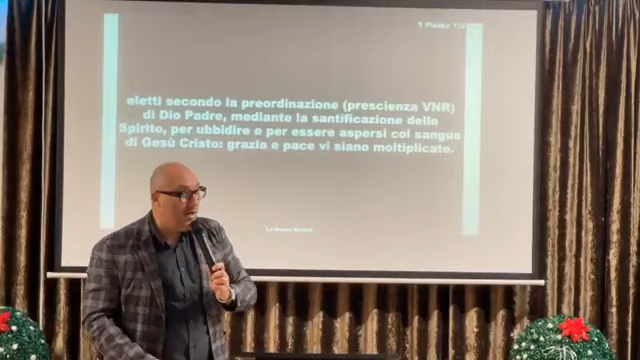 1 Pietro 1:2
eletti secondo la preordinazione (prescienza VNR)
di Dio Padre, mediante la santificazione dello
Spirito, per ubbidire e per essere aspersi col sangue
di Gesù Cristo: grazia e pace vi siano moltiplicate.